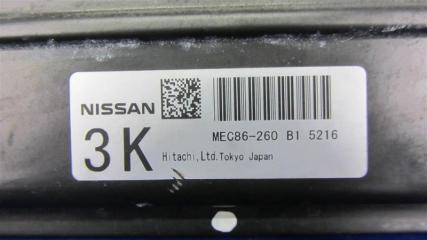 NISSAN
3K
MEC86-260 B1 5216
Hitachi,Ltd.Tokyo Japan